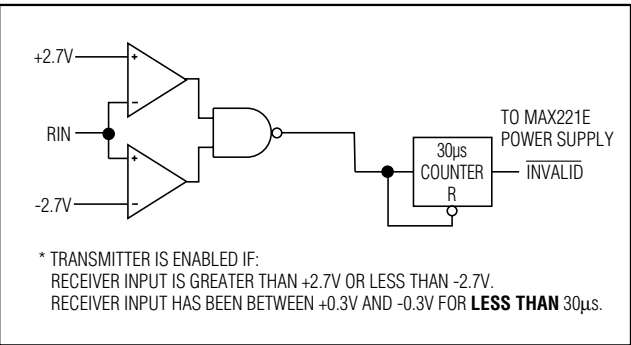 +2.7V
+
-
RIN
+
-
-2.7V
30µs
COUNTER
R
TO MAX221E
POWER SUPPLY
INVALID
* TRANSMITTER IS ENABLED IF:
RECEIVER INPUT IS GREATER THAN +2.7V OR LESS THAN -2.7V.
RECEIVER INPUT HAS BEEN BETWEEN +0.3V AND -0.3V FOR LESS THAN 30µs.